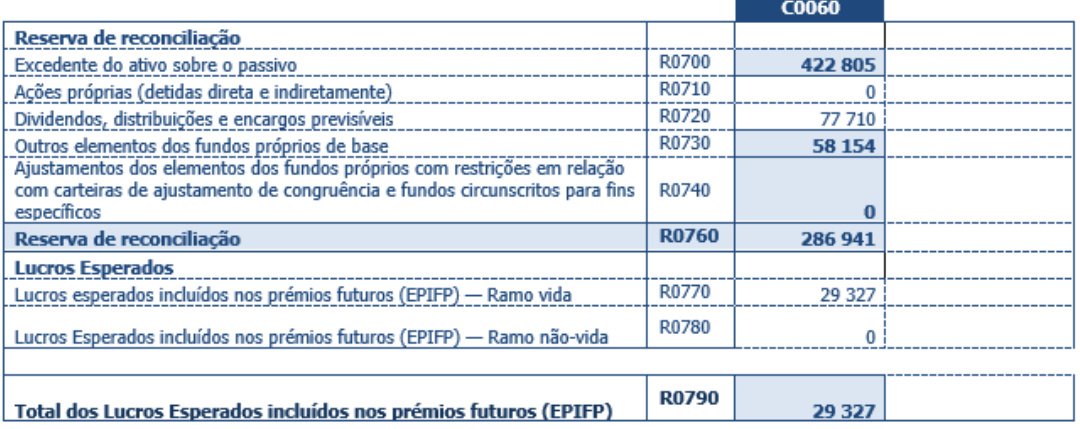 C0060
Reserva de reconciliação
Excedente do ativo sobre o passivo R0700 422 805
Ações próprias (detidas direta e indiretamente) R0710 0
Dividendos, distribuições e encargos previsíveis R0720 77 710
Outros elementos dos fundos próprios de base R0730 58 154
Ajustamentos dos elementos dos fundos próprios com restrições em relação
com carteiras de ajustamento de congruência e fundos circunscritos para fins R0740
específicos 0
Reserva de reconciliação R0760 286 941
Lucros Esperados
Lucros esperados incluídos nos prémios futuros (EPIFP) — Ramo vida R0770 29 327
Lucros Esperados incluídos nos prémios futuros (EPIFP) — Ramo não-vida R0780 0
Total dos Lucros Esperados incluídos nos prémios futuros (EPIFP) R0790 29 327